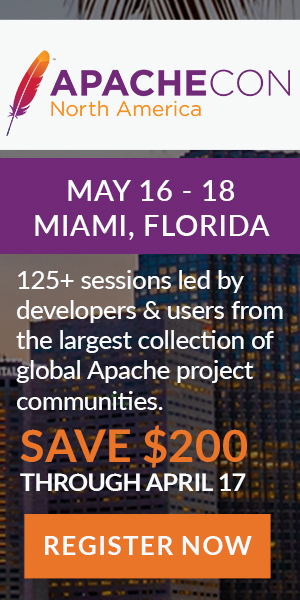 APACHECON
North America
MAY 16 - 18
MIAMI, FLORIDA
125+ sessions led by
developers & users from
the largest collection of
global Apache project
communities.
SAVE $200
THROUGH APRIL 17
REGISTER NOW